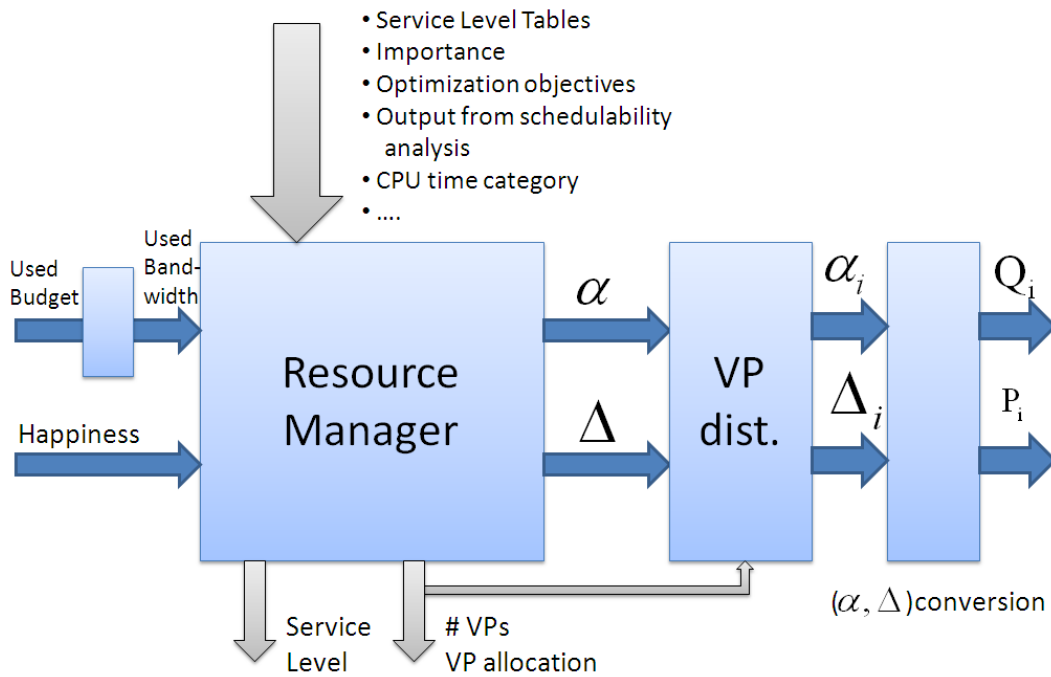 • Service Level Tables
• Importance
• Optimization objectives
• Output from schedulability
analysis
• CPU time category
• ....
Used
Budget
Used
Band-
width
Happiness
Resource
Manager
α
Δ
VP
dist.
αi
Δi
Qi
Pi
(α, Δ)conversion
Service
Level
# VPs
VP allocation